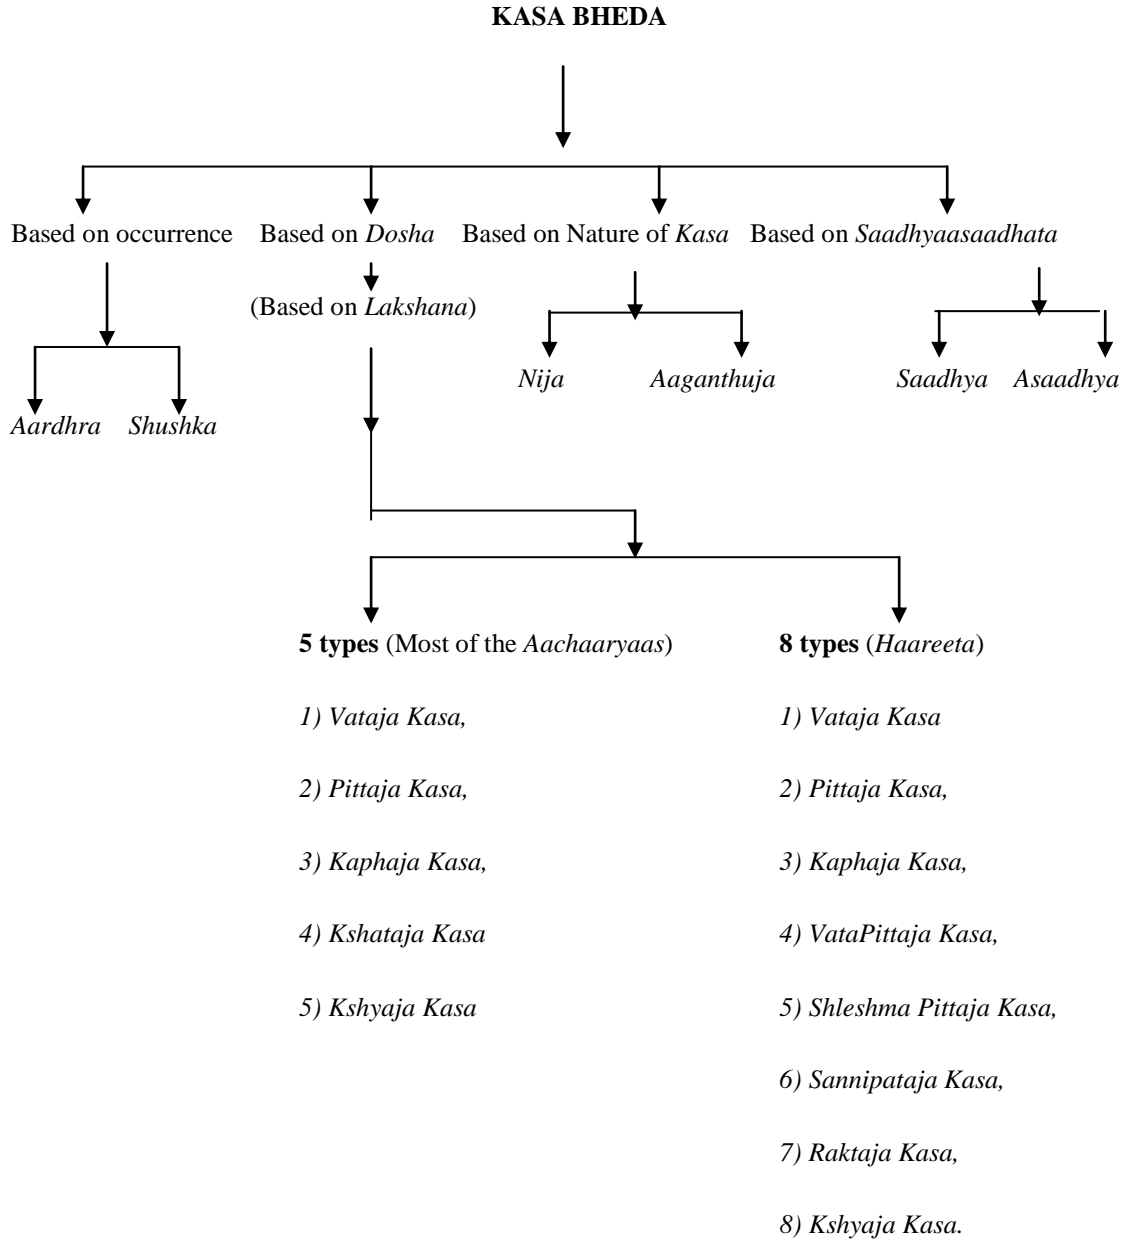 KASA BHEDA
Based on occurrence Based on Dosha Based on Nature of Kasa Based on Saadhyaasaadhata
(Based on Lakshana)
Nija Aaganthuja Saadhya Asaadhya
Aardhra Shushka
5 types (Most of the Aachaaryaas) 8 types (Haareeta)
1) Vataja Kasa, 1) Vataja Kasa
2) Pittaja Kasa, 2) Pittaja Kasa,
3) Kaphaja Kasa, 3) Kaphaja Kasa,
4) Kshataja Kasa 4) VataPittaja Kasa,
5) Kshyaja Kasa 5) Shleshma Pittaja Kasa,
6) Sannipataja Kasa,
7) Raktaja Kasa,
8) Kshyaja Kasa.